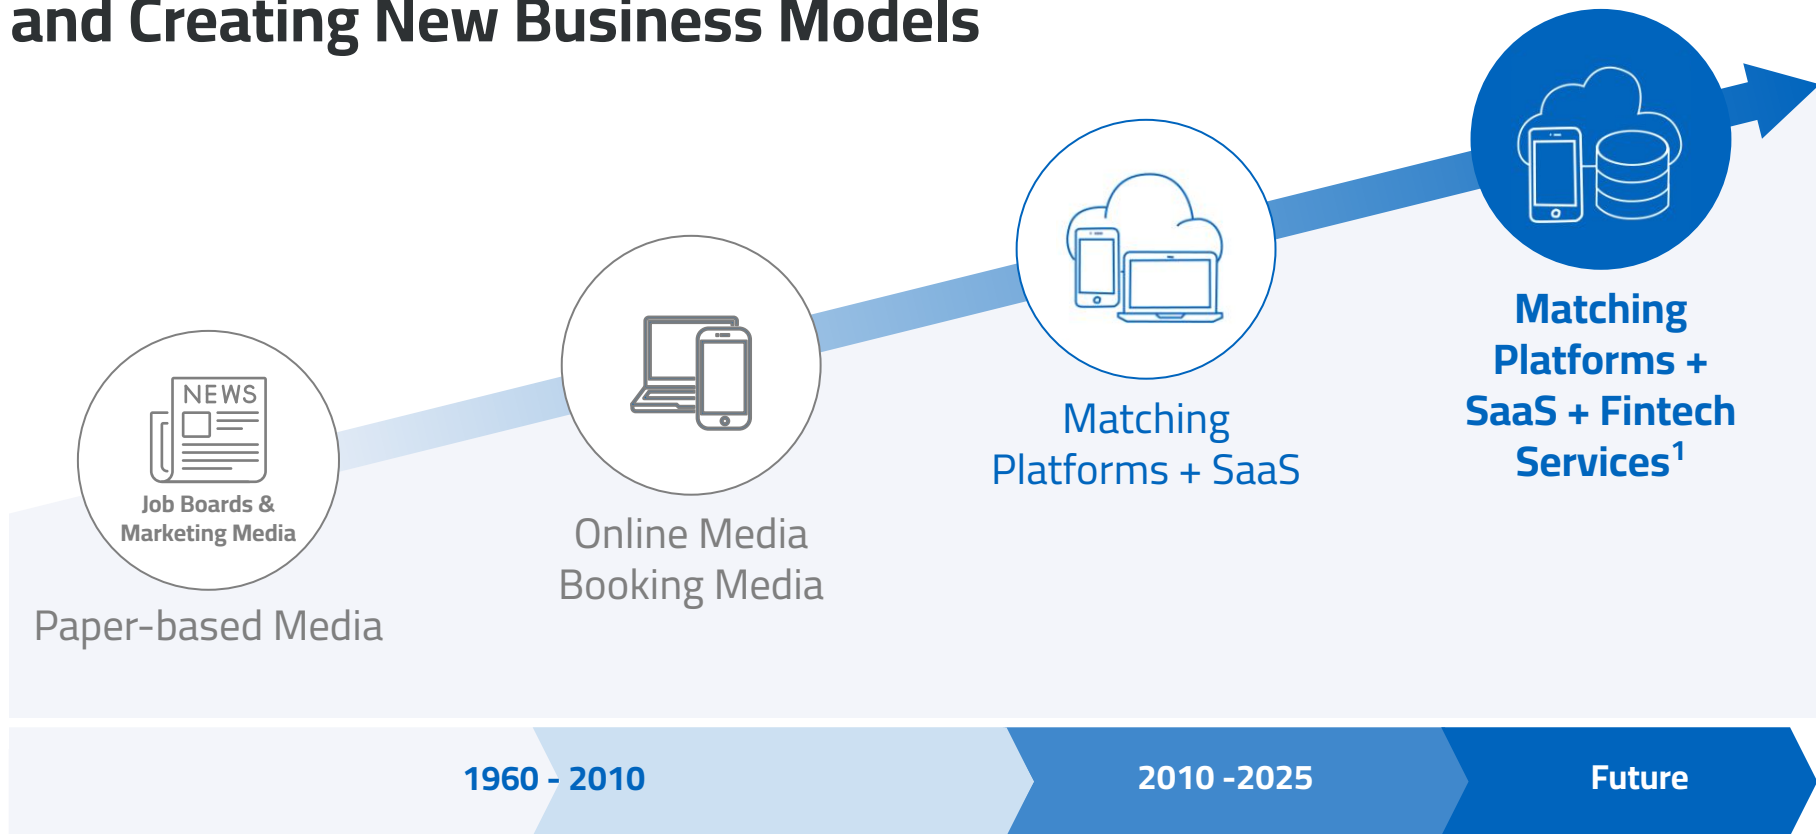 and Creating New Business Models
NEWS
Job Boards &
Marketing Media
Paper-based Media
Online Media
Booking Media
Matching
Platforms + SaaS
Matching
Platforms +
SaaS + Fintech
Services¹
1960 - 2010
2010 -2025
Future